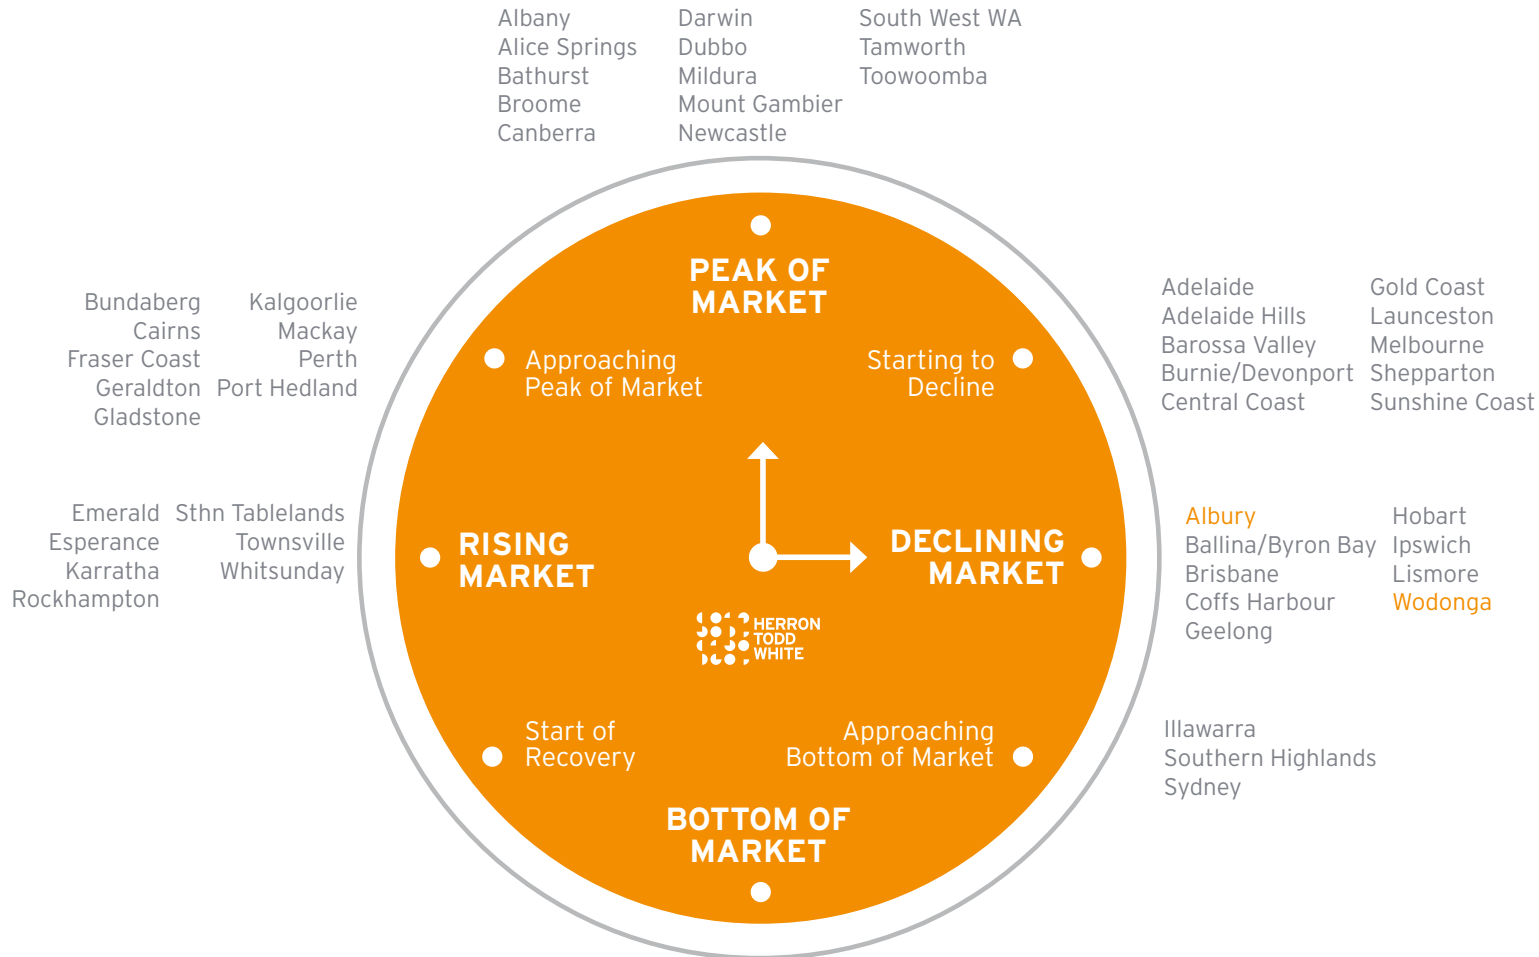 Albany
Alice Springs
Bathurst
Broome
Canberra
Darwin
Dubbo
Mildura
Mount Gambier
Newcastle
South West WA
Tamworth
Toowoomba
PEAK OF
MARKET
Bundaberg
Cairns
Fraser Coast
Geraldton
Gladstone
Kalgoorlie
Mackay
Perth
Port Hedland
Approaching
Peak of Market
Starting to
Decline
Adelaide
Adelaide Hills
Barossa Valley
Burnie/Devonport
Central Coast
Gold Coast
Launceston
Melbourne
Shepparton
Sunshine Coast
Emerald
Esperance
Karratha
Rockhampton
Sthn Tablelands
Townsville
Whitsunday
RISING
MARKET
DECLINING
MARKET
Albury
Ballina/Byron Bay
Brisbane
Coffs Harbour
Geelong
Hobart
Ipswich
Lismore
Wodonga
HERRON
TODD
WHITE
Start of
Recovery
Approaching
Bottom of Market
Illawarra
Southern Highlands
Sydney
BOTTOM OF
MARKET